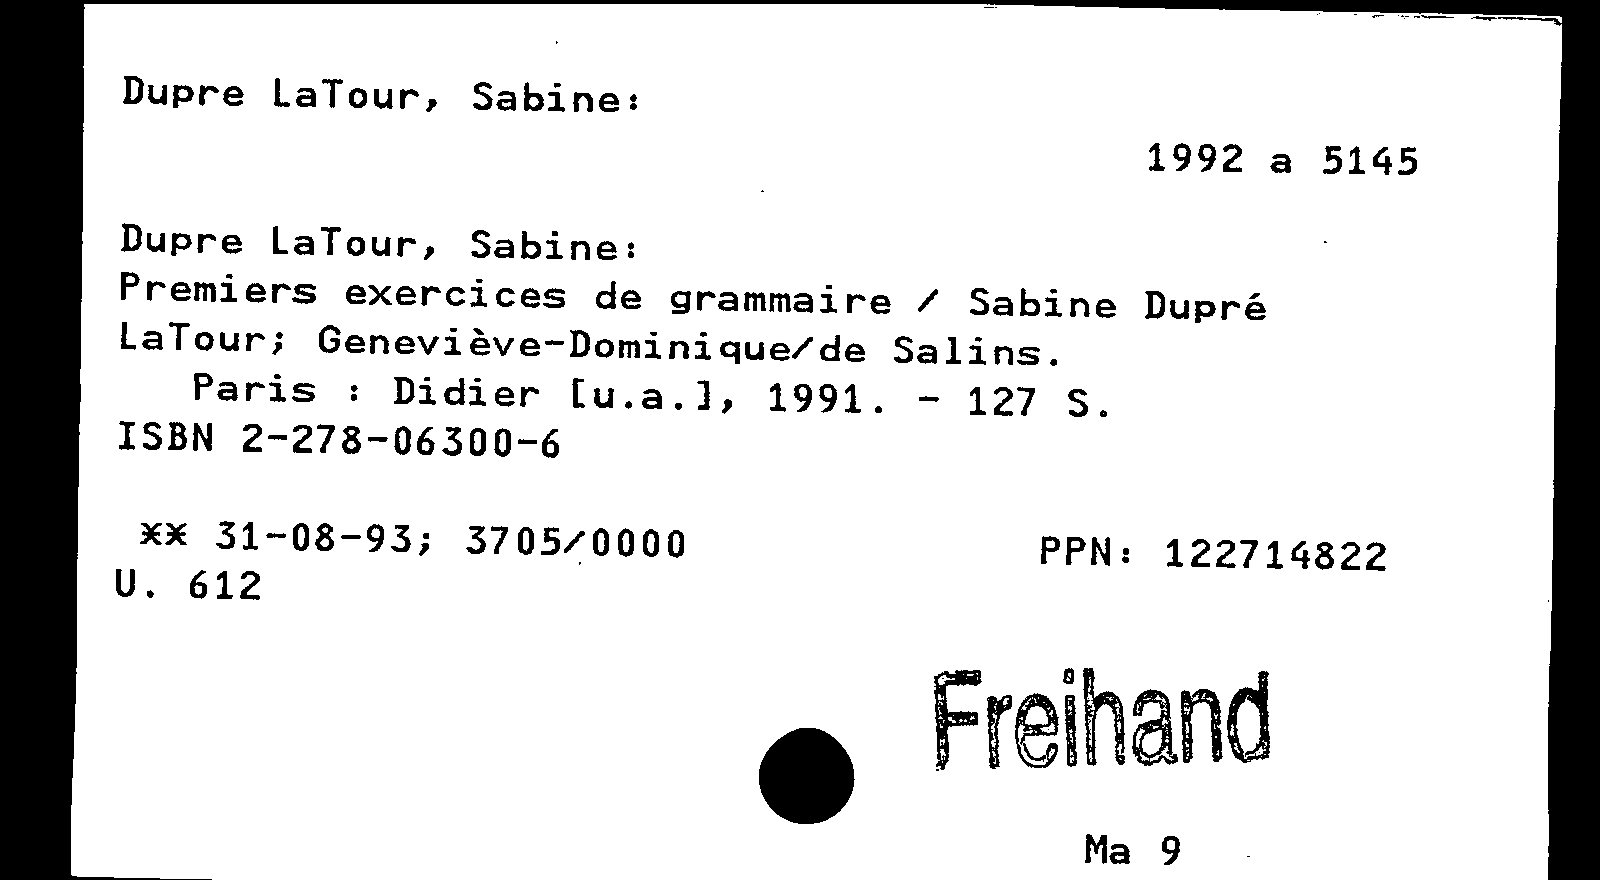 Dupre LaTour, Sabine:
1992 a 5145
Dupre LaTour, Sabine:
Premiers exercices de grammaire / Sabine Dupré
LaTour; Geneviève-Dominique/de Salins.
Paris : Didier [u.a.], 1991. - 127 S.
ISBN 2-278-06300-6
** 31-08-93; 3705/0000 PPN: 122714822
U. 612
Freihand
Ma 9